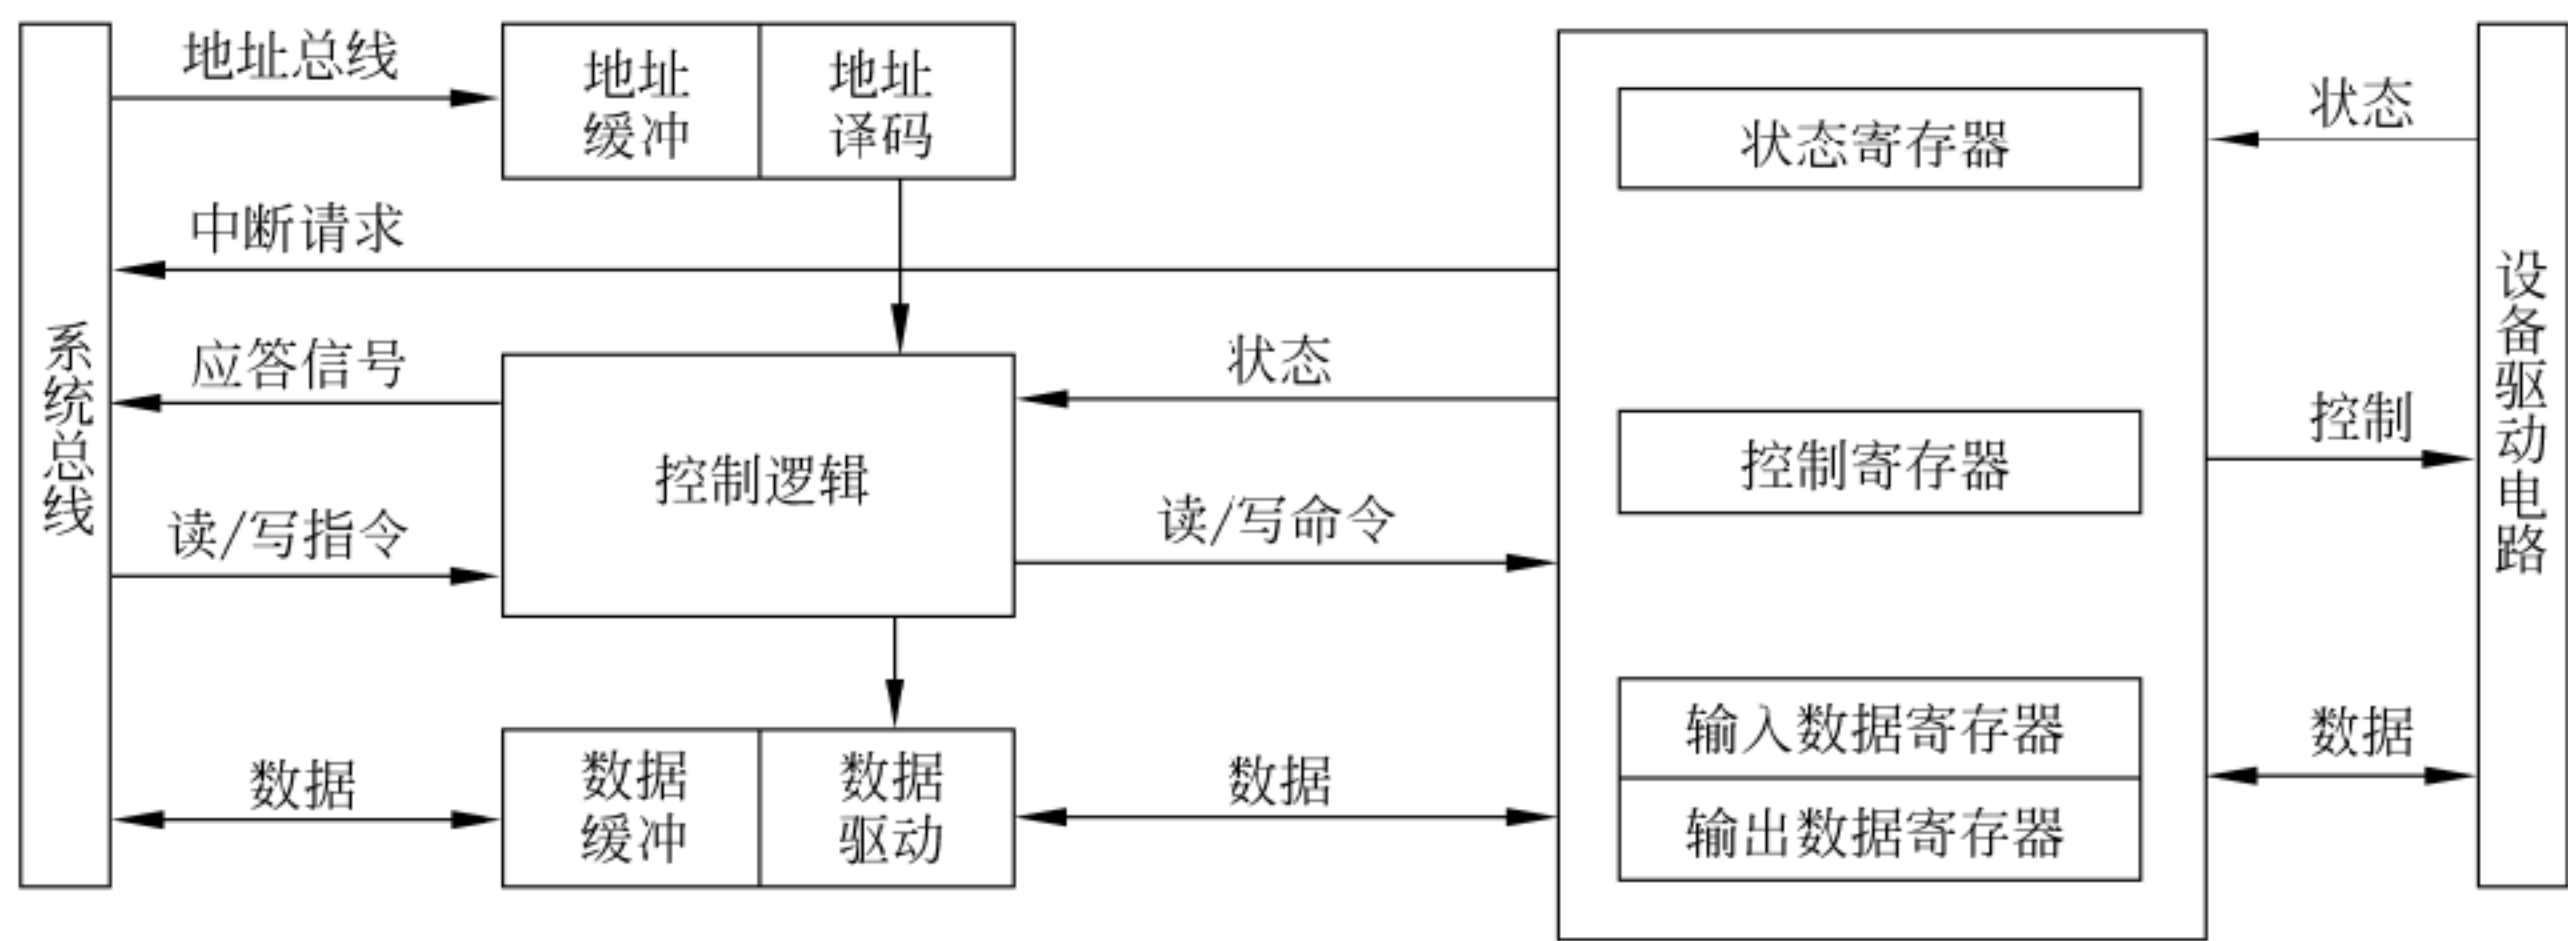 地址总线
地址
缓冲
地址
译码
状态寄存器
状态
中断请求
系统总线
应答信号
状态
控制逻辑
控制寄存器
控制
设备驱动电路
读/写指令
读/写命令
数据
数据
缓冲
数据
驱动
数据
输入数据寄存器
输出数据寄存器
数据